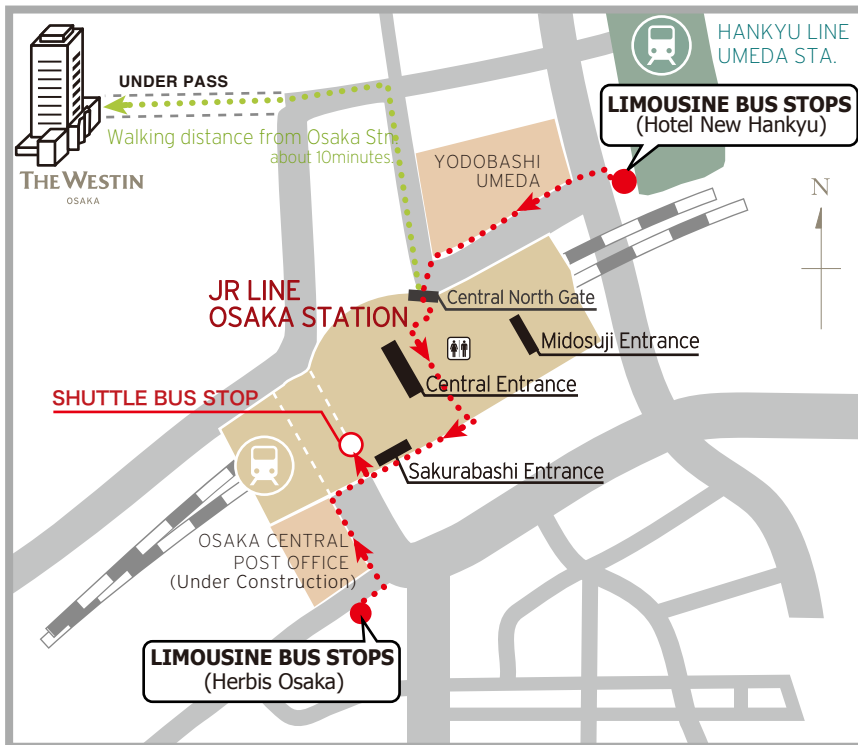 HANKYU LINE
UMEDA STA.
UNDER PASS
LIMOUSINE BUS STOPS
(Hotel New Hankyu)
Walking distance from Osaka Stn.
about 10minutes.
THE WESTIN
OSAKA
YODOBASHI
UMEDA
N
JR LINE
OSAKA STATION
Central North Gate
Midosuji Entrance
Central Entrance
SHUTTLE BUS STOP
Sakurabashi Entrance
OSAKA CENTRAL
POST OFFICE
(Under Construction)
LIMOUSINE BUS STOPS
(Herbis Osaka)